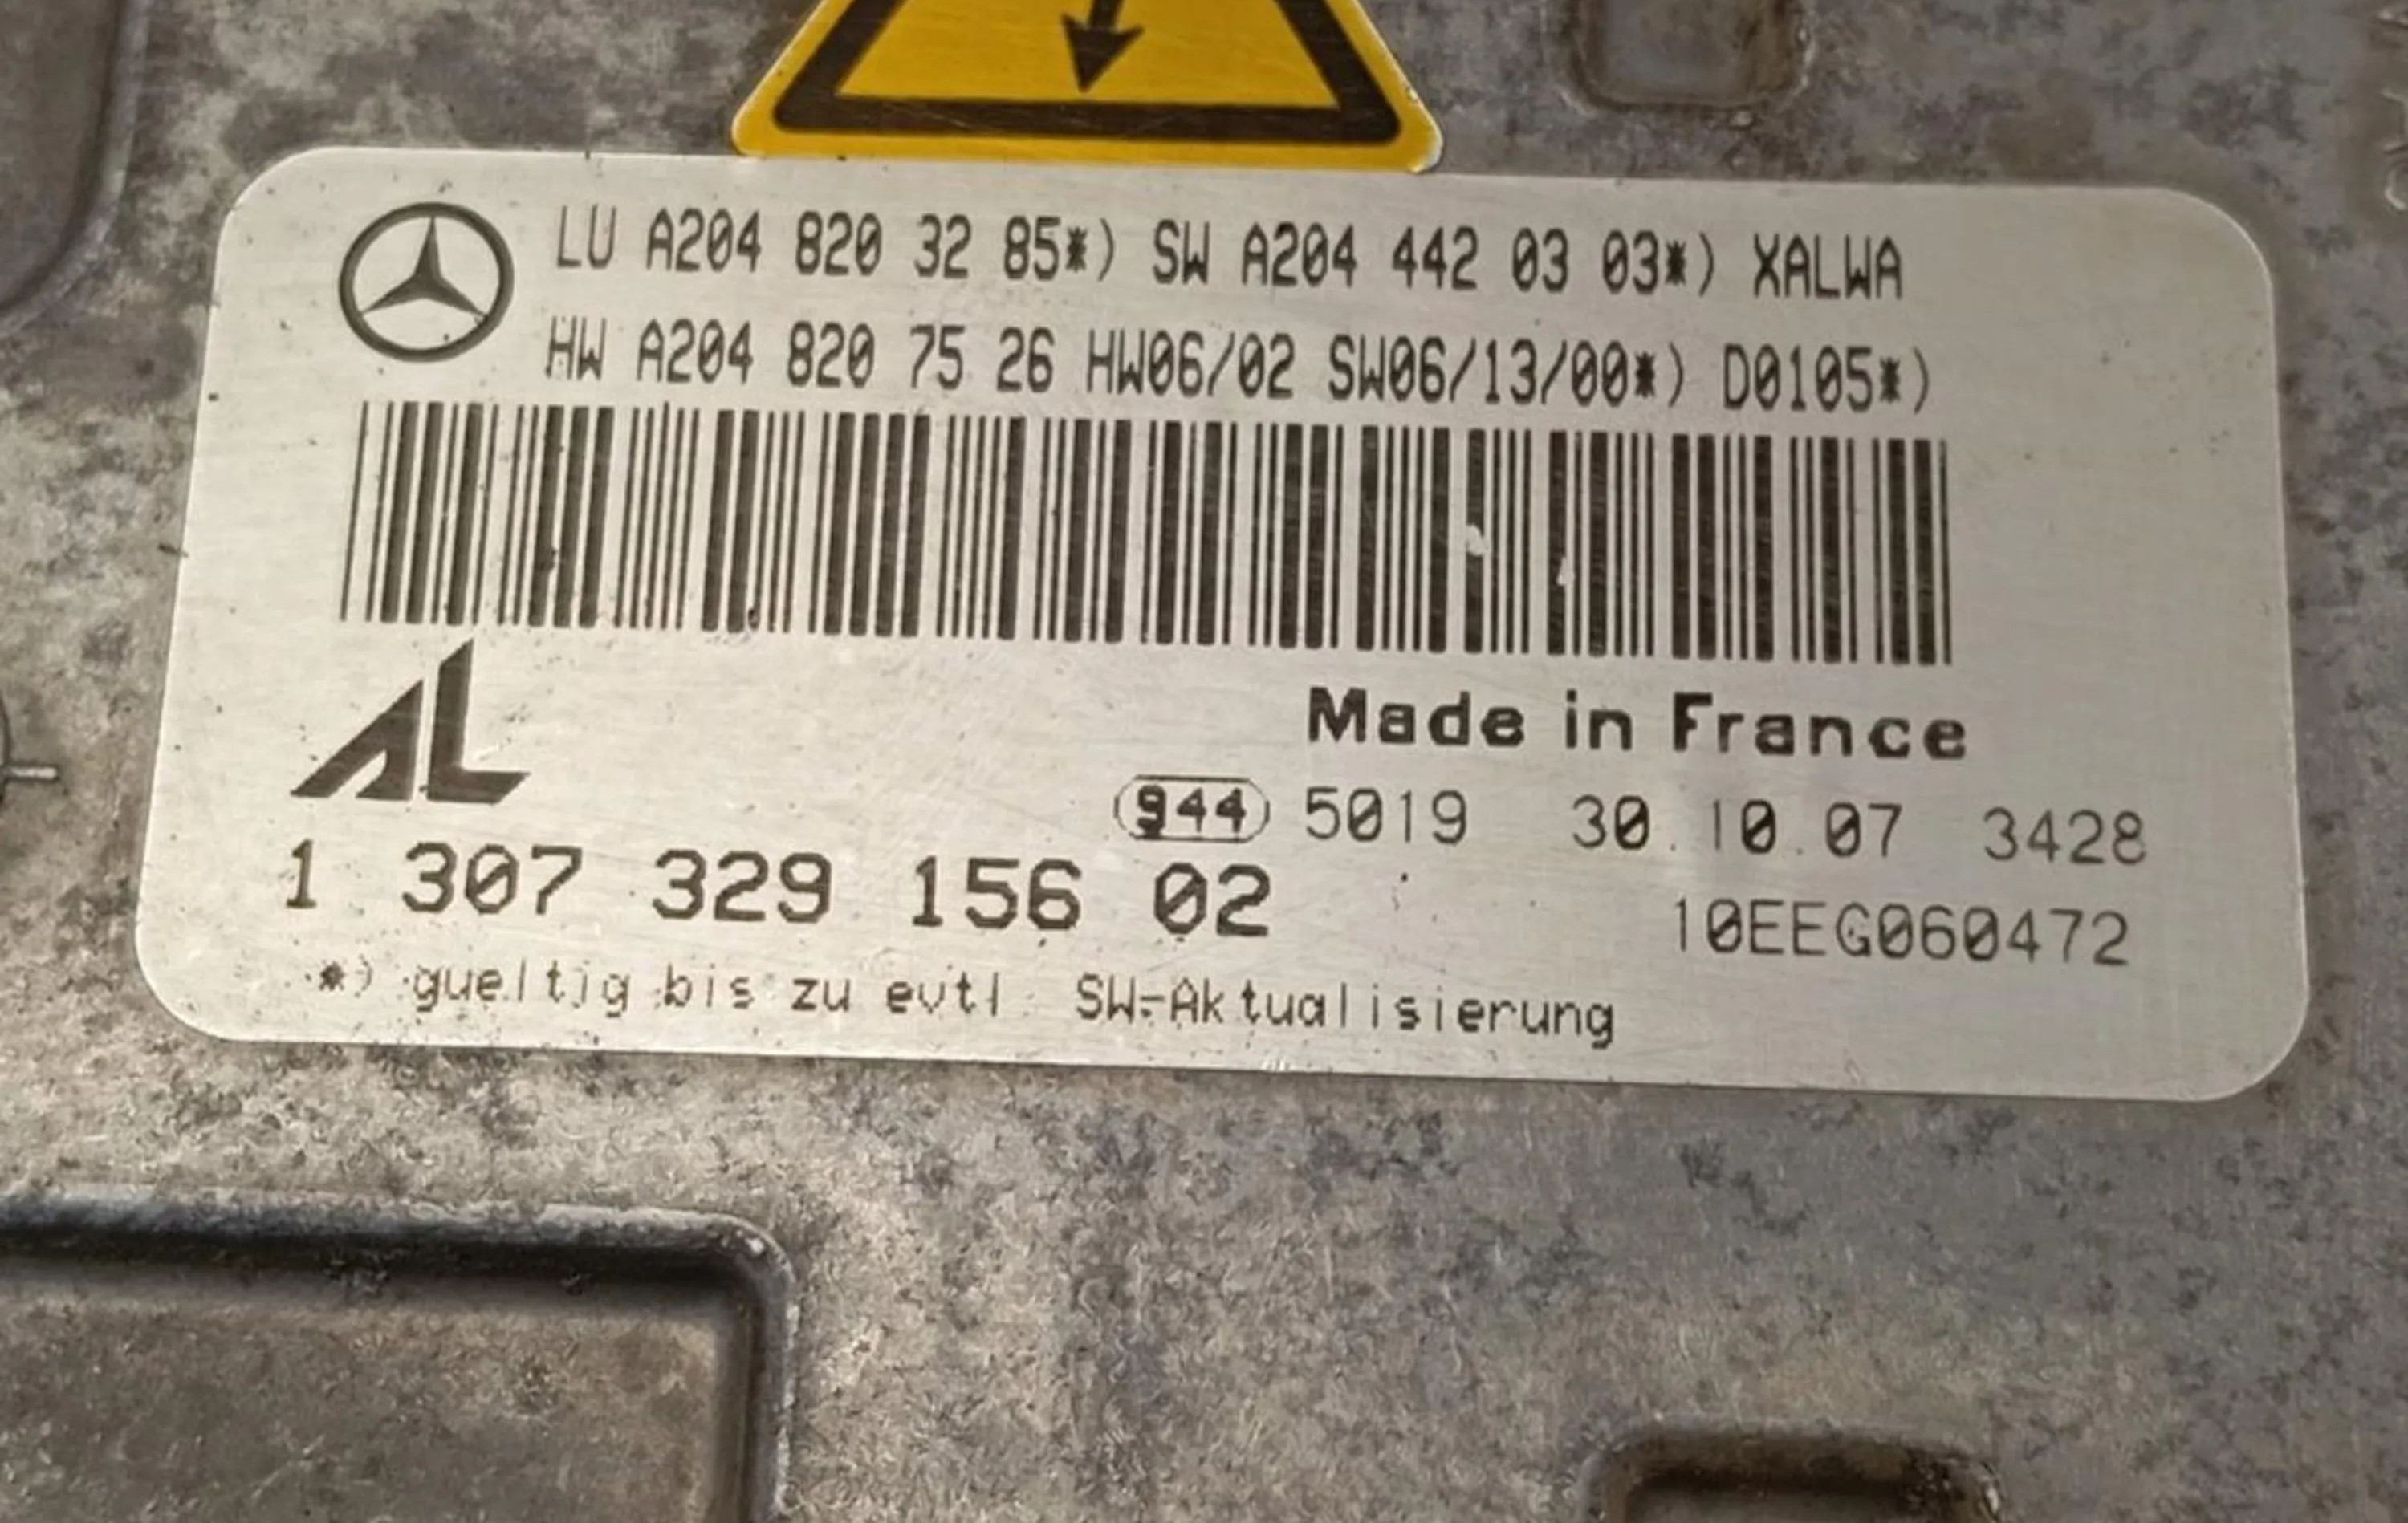 LU A204 820 32 85*) SW A204 442 03 03*) XALWA
HW A204 820 75 26 HW06/02 SW06/13/00*) D0105*)
AL
Made in France
944 5019 30.10.07 3428
1 307 329 156 02
10EEG060472
*) gueltig bis zu evtl. SW-Aktualisierung